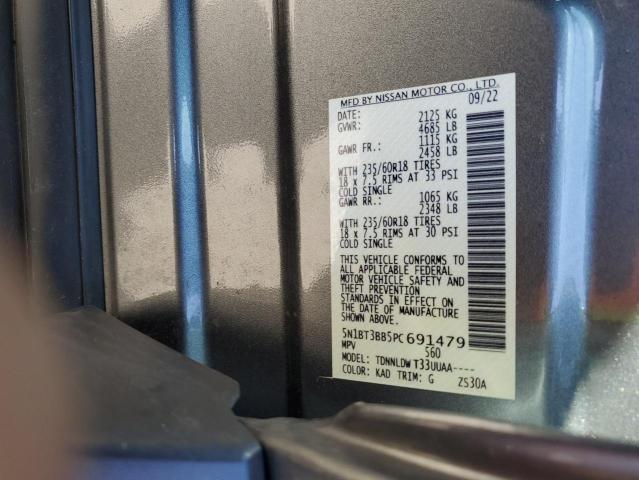 MFD BY NISSAN MOTOR CO., LTD.
DATE: 09/22
GVWR: 2125 KG
4685 LB
GAWR FR.: 1115 KG
2458 LB
WITH 235/60R18 TIRES
18 x 7.5 RIMS AT 33 PSI
COLD SINGLE
GAWR RR.: 1065 KG
2348 LB
WITH 235/60R18 TIRES
18 x 7.5 RIMS AT 30 PSI
COLD SINGLE
THIS VEHICLE CONFORMS TO
ALL APPLICABLE FEDERAL
MOTOR VEHICLE SAFETY AND
THEFT PREVENTION
STANDARDS IN EFFECT ON
THE DATE OF MANUFACTURE
SHOWN ABOVE.
5N1BT3BB5PC691479
MPV S60
MODEL: TDNNLDW T33UUAA----
COLOR: KAD TRIM: G ZS30A